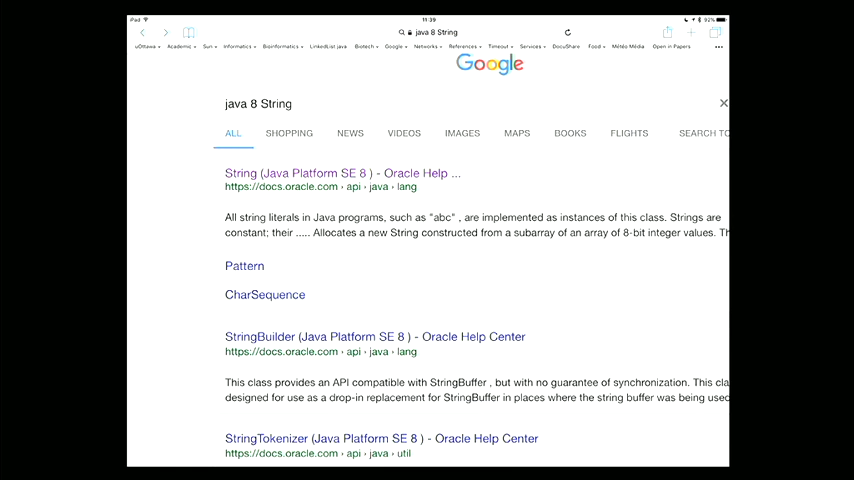 iPad 11:39 92%
java 8 String
uOttawa Academic Sun Informatics Bioinformatics LinkedList java Biotech Google Networks References Timeout Services DocuShare Food Météo Média Open in Papers
Google
java 8 String
ALL SHOPPING NEWS VIDEOS IMAGES MAPS BOOKS FLIGHTS SEARCH TO
String (Java Platform SE 8 ) - Oracle Help ...
https://docs.oracle.com › api › java › lang
All string literals in Java programs, such as "abc" , are implemented as instances of this class. Strings are
constant; their ..... Allocates a new String constructed from a subarray of an array of 8-bit integer values. Th
Pattern
CharSequence
StringBuilder (Java Platform SE 8 ) - Oracle Help Center
https://docs.oracle.com › api › java › lang
This class provides an API compatible with StringBuffer , but with no guarantee of synchronization. This cla
designed for use as a drop-in replacement for StringBuffer in places where the string buffer was being used
StringTokenizer (Java Platform SE 8 ) - Oracle Help Center
https://docs.oracle.com › api › java › util